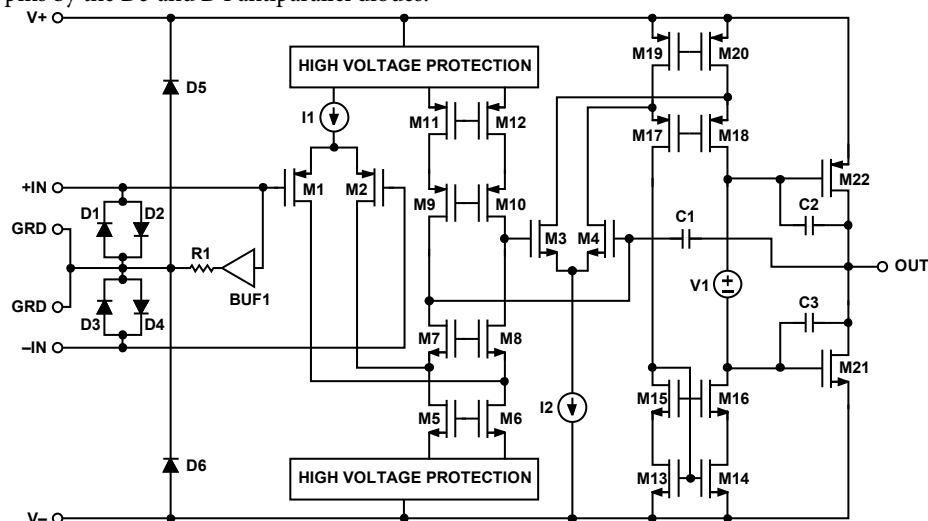 pins by the D3 and D4 antiparallel diodes.
V+
M19
M20
HIGH VOLTAGE PROTECTION
D5
I1
M11
M12
M17
M18
+IN
M1
M2
M9
M10
M22
D1
D2
GRD
C2
R1
M3
M4
C1
BUF1
OUT
GRD
V1
D3
D4
M7
M8
C3
–IN
M21
M5
M6
I2
M15
M16
D6
HIGH VOLTAGE PROTECTION
M13
M14
V–